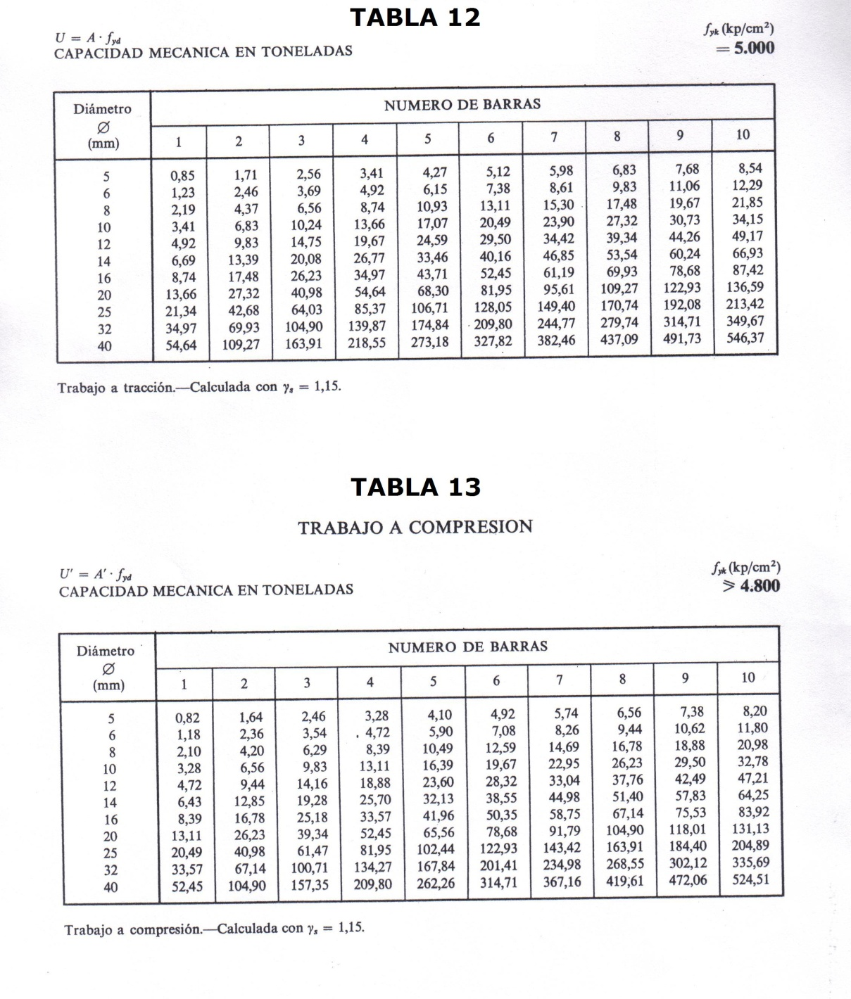 TABLA 12
U = A · fyd
CAPACIDAD MECANICA EN TONELADAS
fyk (kp/cm²)
= 5.000
Diámetro
Ø
(mm)
NUMERO DE BARRAS
1 2 3 4 5 6 7 8 9 10
5 0,85 1,71 2,56 3,41 4,27 5,12 5,98 6,83 7,68 8,54
6 1,23 2,46 3,69 4,92 6,15 7,38 8,61 9,83 11,06 12,29
8 2,19 4,37 6,56 8,74 10,93 13,11 15,30 17,48 19,67 21,85
10 3,41 6,83 10,24 13,66 17,07 20,49 23,90 27,32 30,73 34,15
12 4,92 9,83 14,75 19,67 24,59 29,50 34,42 39,34 44,26 49,17
14 6,69 13,39 20,08 26,77 33,46 40,16 46,85 53,54 60,24 66,93
16 8,74 17,48 26,23 34,97 43,71 52,45 61,19 69,93 78,68 87,42
20 13,66 27,32 40,98 54,64 68,30 81,95 95,61 109,27 122,93 136,59
25 21,34 42,68 64,03 85,37 106,71 128,05 149,40 170,74 192,08 213,42
32 34,97 69,93 104,90 139,87 174,84 209,80 244,77 279,74 314,71 349,67
40 54,64 109,27 163,91 218,55 273,18 327,82 382,46 437,09 491,73 546,37
Trabajo a tracción.—Calculada con γs = 1,15.
TABLA 13
TRABAJO A COMPRESION
U′ = A′ · fyd
CAPACIDAD MECANICA EN TONELADAS
fyk (kp/cm²)
⩾ 4.800
Diámetro
Ø
(mm)
NUMERO DE BARRAS
1 2 3 4 5 6 7 8 9 10
5 0,82 1,64 2,46 3,28 4,10 4,92 5,74 6,56 7,38 8,20
6 1,18 2,36 3,54 4,72 5,90 7,08 8,26 9,44 10,62 11,80
8 2,10 4,20 6,29 8,39 10,49 12,59 14,69 16,78 18,88 20,98
10 3,28 6,56 9,83 13,11 16,39 19,67 22,95 26,23 29,50 32,78
12 4,72 9,44 14,16 18,88 23,60 28,32 33,04 37,76 42,49 47,21
14 6,43 12,85 19,28 25,70 32,13 38,55 44,98 51,40 57,83 64,25
16 8,39 16,78 25,18 33,57 41,96 50,35 58,75 67,14 75,53 83,92
20 13,11 26,23 39,34 52,45 65,56 78,68 91,79 104,90 118,01 131,13
25 20,49 40,98 61,47 81,95 102,44 122,93 143,42 163,91 184,40 204,89
32 33,57 67,14 100,71 134,27 167,84 201,41 234,98 268,55 302,12 335,69
40 52,45 104,90 157,35 209,80 262,26 314,71 367,16 419,61 472,06 524,51
Trabajo a compresión.—Calculada con γs = 1,15.